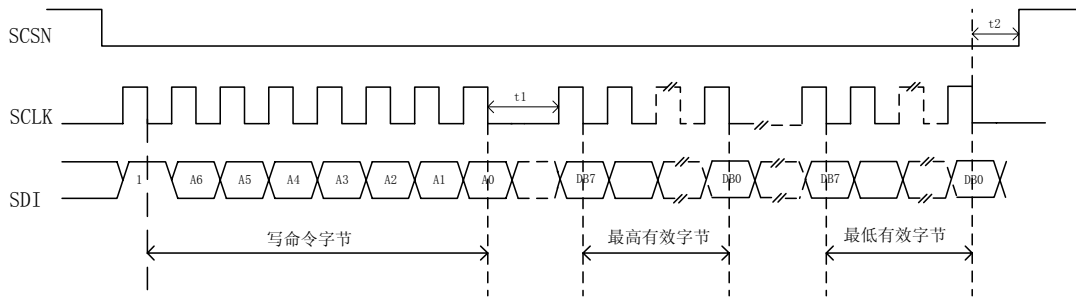 SCSN
t2
SCLK
t1
SDI
1 A6 A5 A4 A3 A2 A1 A0 DB7 DB0 DB7 DB0
写命令字节 最高有效字节 最低有效字节